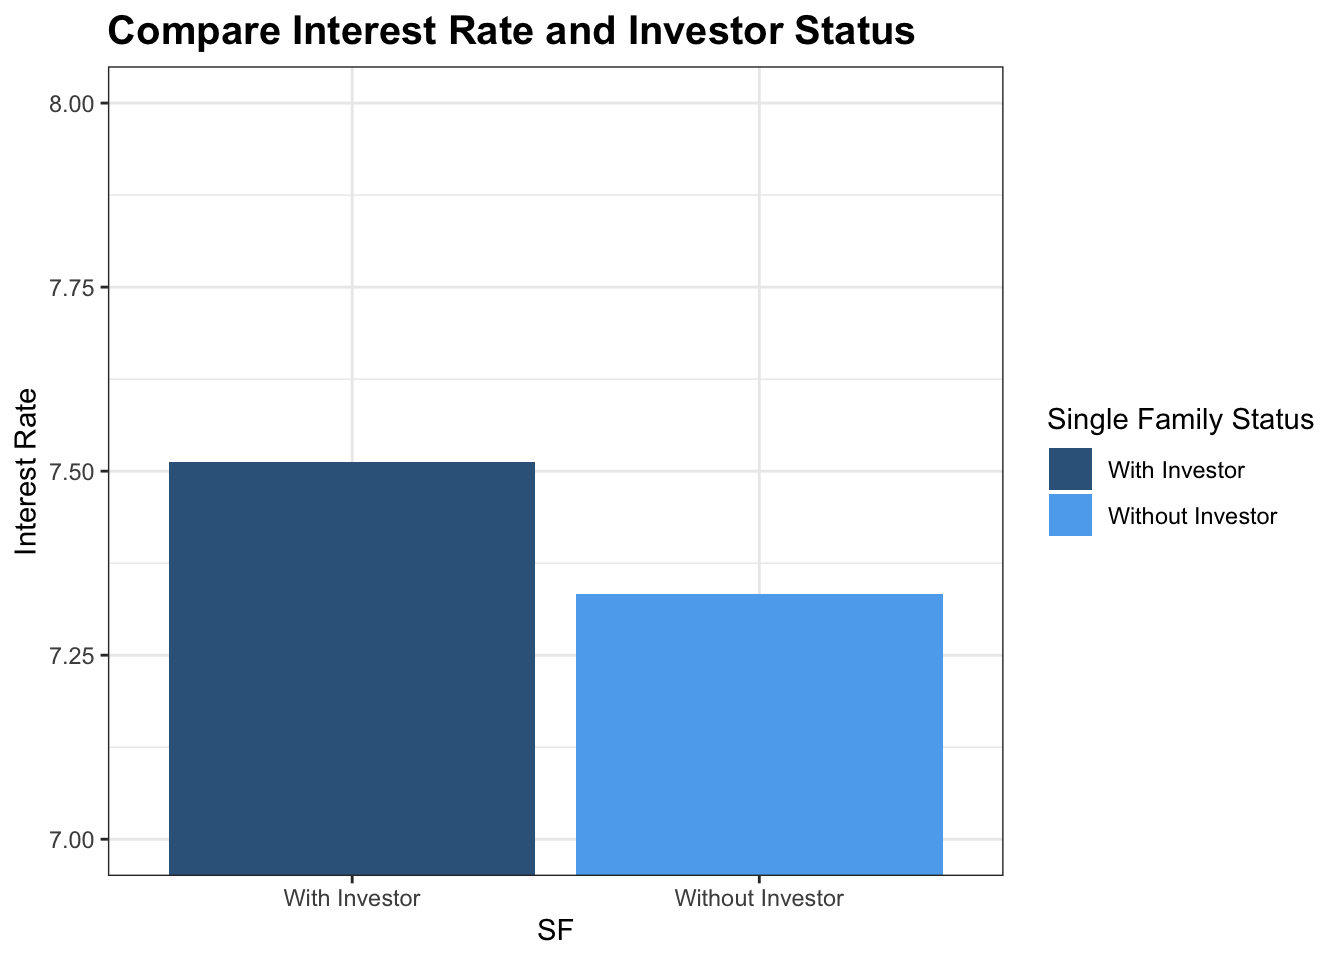 Compare Interest Rate and Investor Status
8.00
7.75
7.50
7.25
7.00
Interest Rate
With Investor
Without Investor
SF
Single Family Status
With Investor
Without Investor